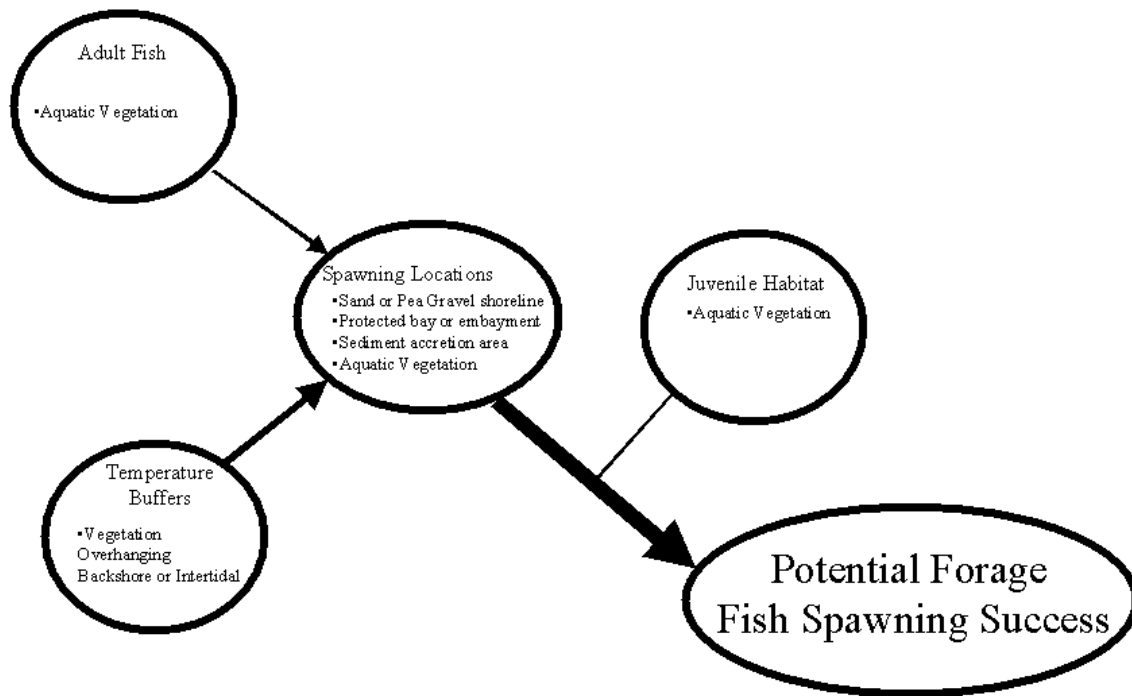 Adult Fish
▪Aquatic Vegetation
Spawning Locations
▪Sand or Pea Gravel shoreline
▪Protected bay or embayment
▪Sediment accretion area
▪Aquatic Vegetation
Juvenile Habitat
▪Aquatic Vegetation
Temperature
Buffers
▪Vegetation
Overhanging
Backshore or Intertidal
Potential Forage
Fish Spawning Success